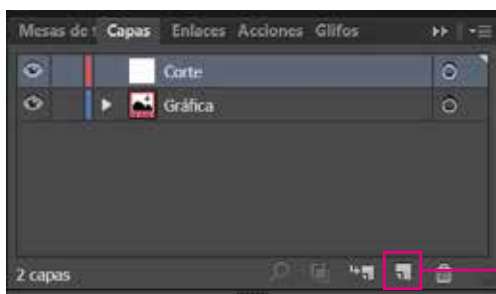 Mesas de t Capas Enlaces Acciones Glifos
Corte
Gráfica
2 capas